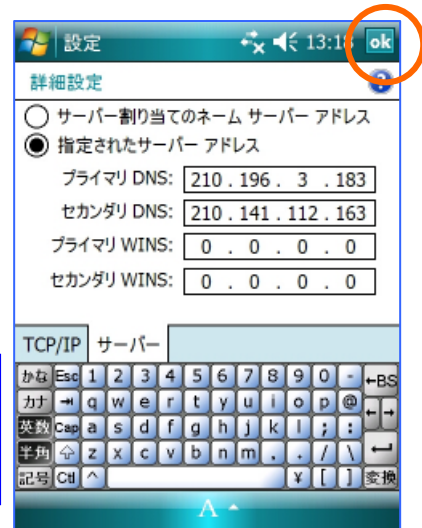 設定 13:18 ok
詳細設定 ?
サーバー割り当てのネーム サーバー アドレス
指定されたサーバー アドレス
プライマリ DNS: 210 . 196 . 3 . 183
セカンダリ DNS: 210 . 141 . 112 . 163
プライマリ WINS: 0 . 0 . 0 . 0
セカンダリ WINS: 0 . 0 . 0 . 0
TCP/IP サーバー
かな Esc 1 2 3 4 5 6 7 8 9 0 - ←BS
カナ →| q w e r t y u i o p @ ← →
英数 Cap a s d f g h j k l ; :
半角 ⇧ z x c v b n m , . / \ ↵
記号 Ctl ^ ¥ [ ] 変換
A